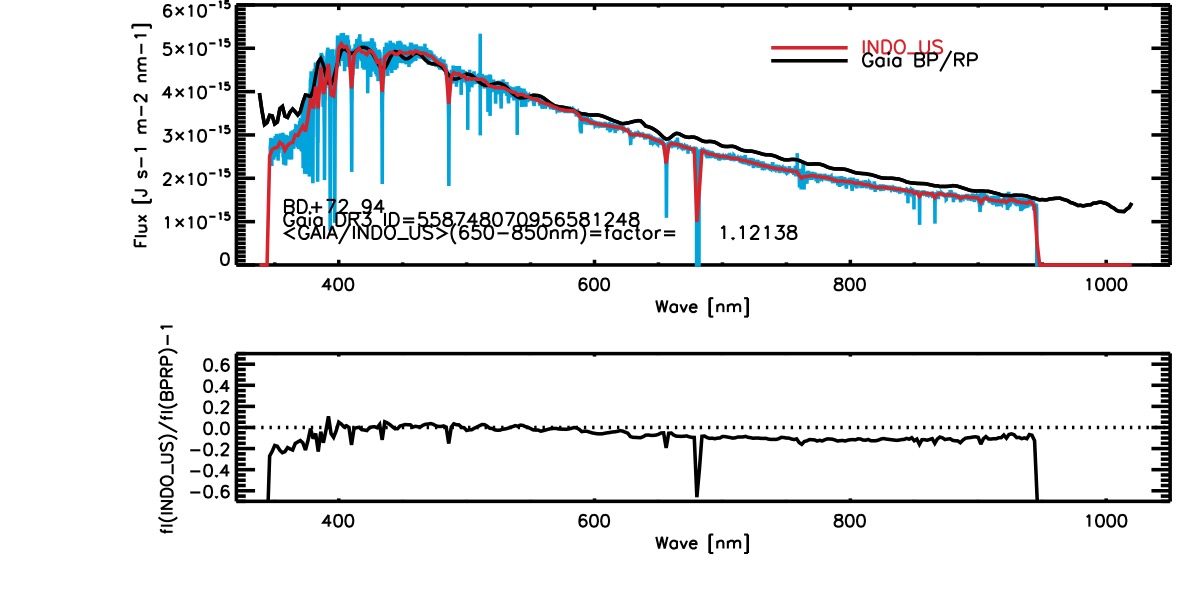 6×10⁻¹⁵
5×10⁻¹⁵
4×10⁻¹⁵
3×10⁻¹⁵
2×10⁻¹⁵
1×10⁻¹⁵
0
Flux [J s−1 m−2 nm−1]
INDO_US
Gaia BP/RP
BD+72 94
Gaia DR3 ID=558748070956581248
<GAIA/INDO_US>(650−850nm)=factor= 1.12138
400 600 800 1000
Wave [nm]
fl(INDO_US)/fl(BPRP)−1
0.6
0.4
0.2
0.0
−0.2
−0.4
−0.6
400 600 800 1000
Wave [nm]